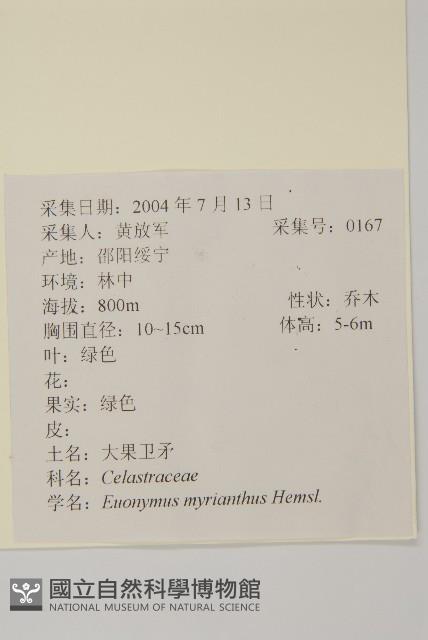 采集日期：2004 年 7 月 13 日
采集人：黄放军 采集号：0167
产地：邵阳绥宁
环境：林中
海拔：800m 性状：乔木
胸围直径：10~15cm 体高：5-6m
叶：绿色
花：
果实：绿色
皮：
土名：大果卫矛
科名：Celastraceae
学名：Euonymus myrianthus Hemsl.
國立自然科學博物館
NATIONAL MUSEUM OF NATURAL SCIENCE